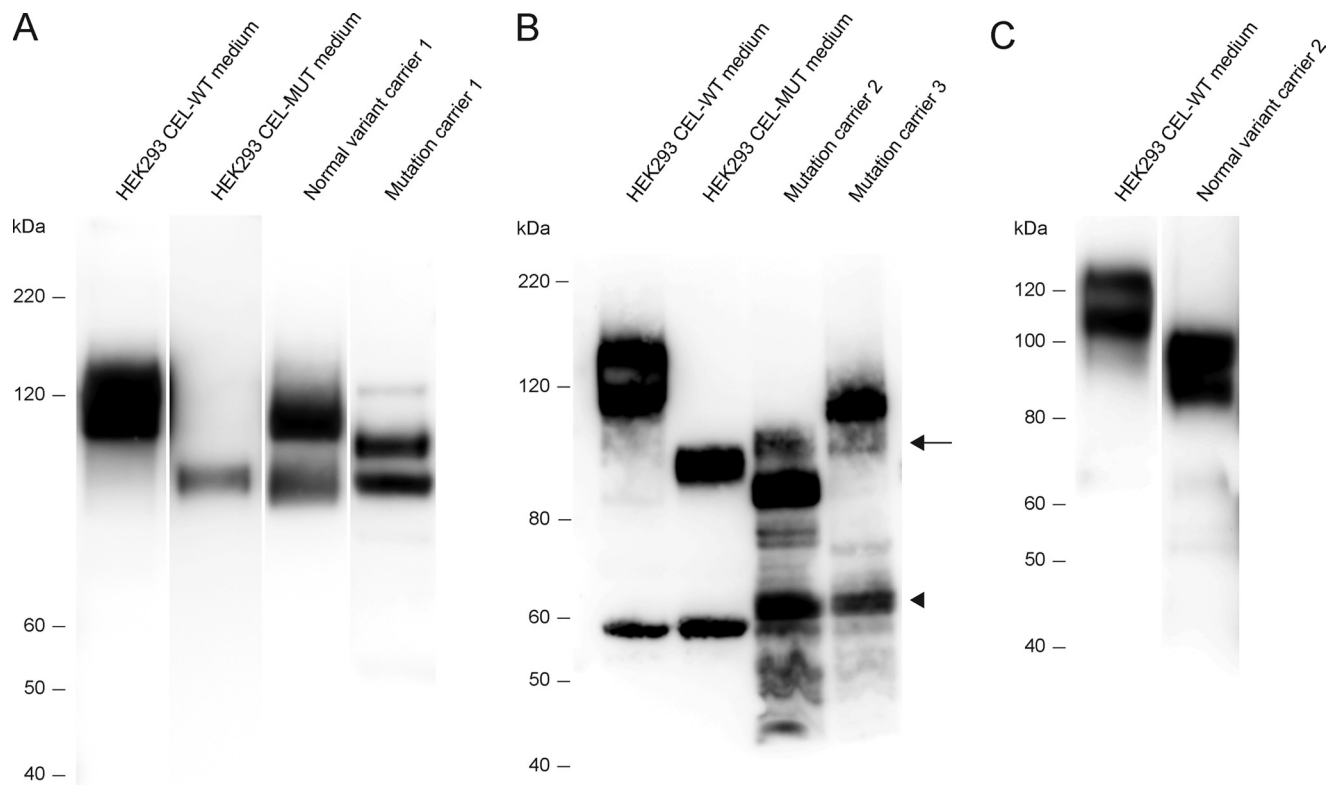 A
HEK293 CEL-WT medium
HEK293 CEL-MUT medium
Normal variant carrier 1
Mutation carrier 1
kDa
220 –
120 –
60 –
50 –
40 –
B
HEK293 CEL-WT medium
HEK293 CEL-MUT medium
Mutation carrier 2
Mutation carrier 3
kDa
220 –
120 –
80 –
60 –
50 –
40 –
C
HEK293 CEL-WT medium
Normal variant carrier 2
kDa
120 –
100 –
80 –
60 –
50 –
40 –